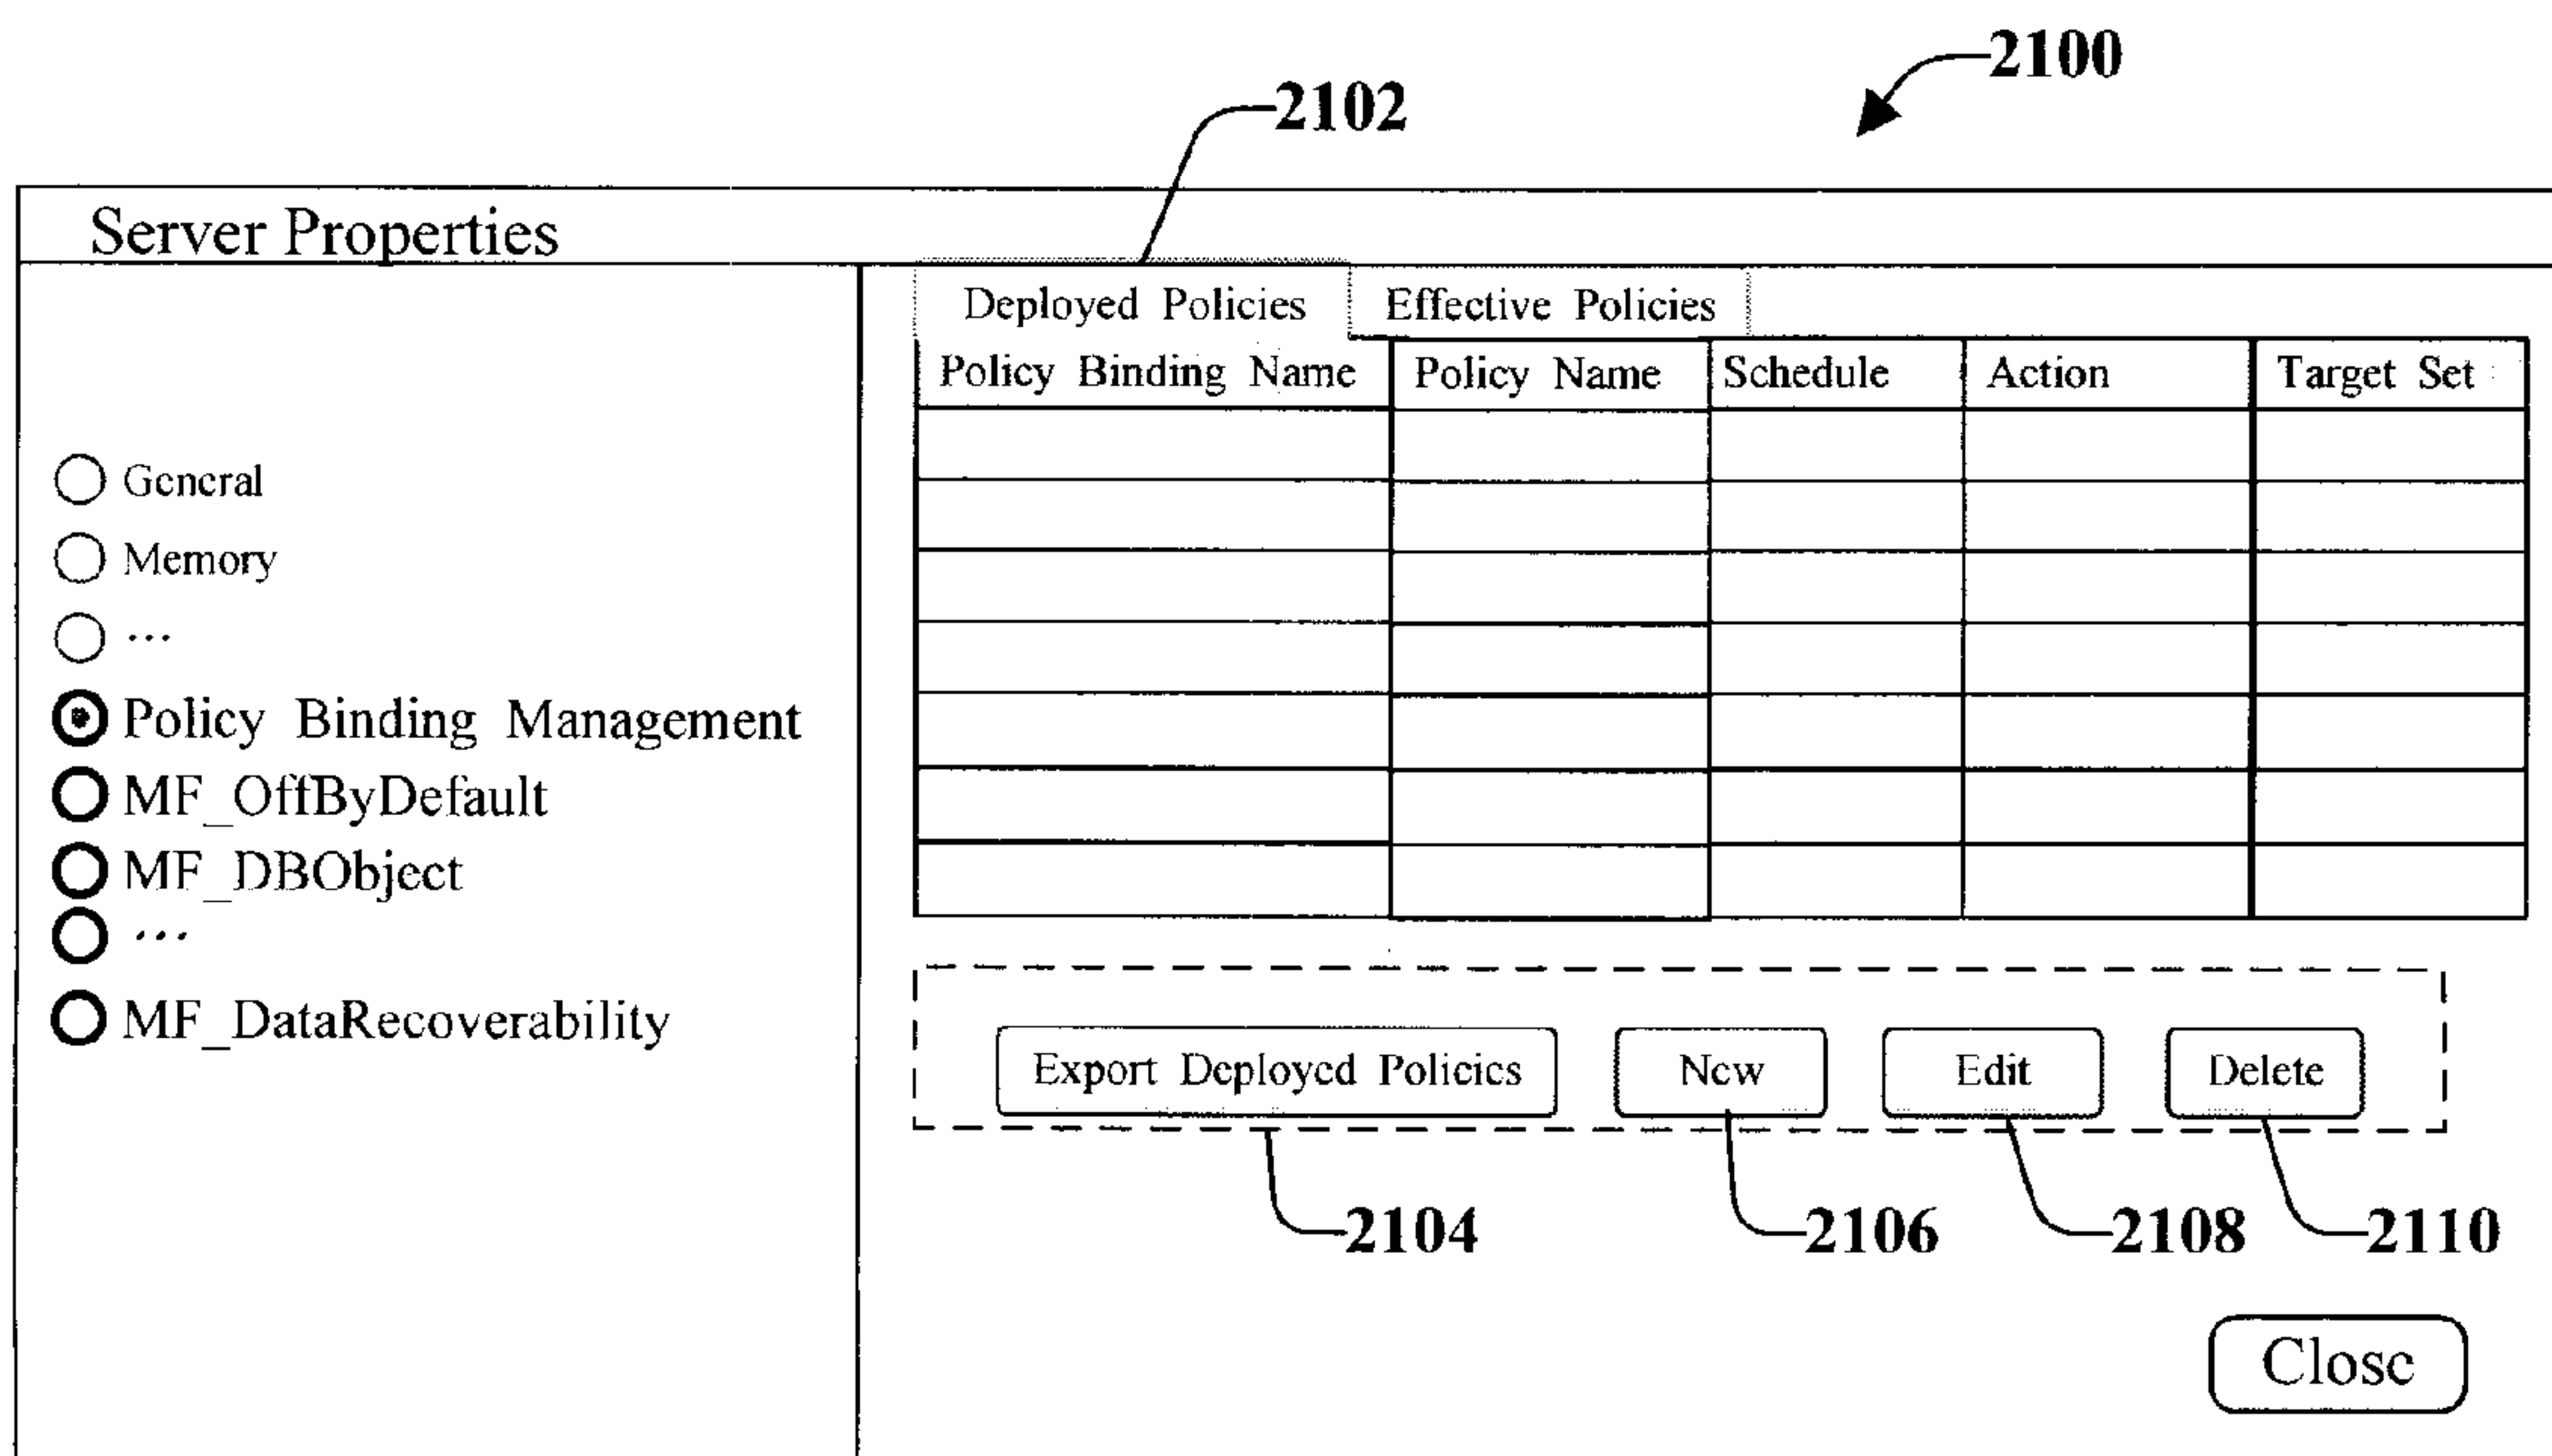 2100
2102
Server Properties
Deployed Policies Effective Policies
Policy Binding Name Policy Name Schedule Action Target Set
General
Memory
...
Policy Binding Management
MF_OffByDefault
MF_DBObject
...
MF_DataRecoverability
Export Deployed Policies New Edit Delete
2104 2106 2108 2110
Close